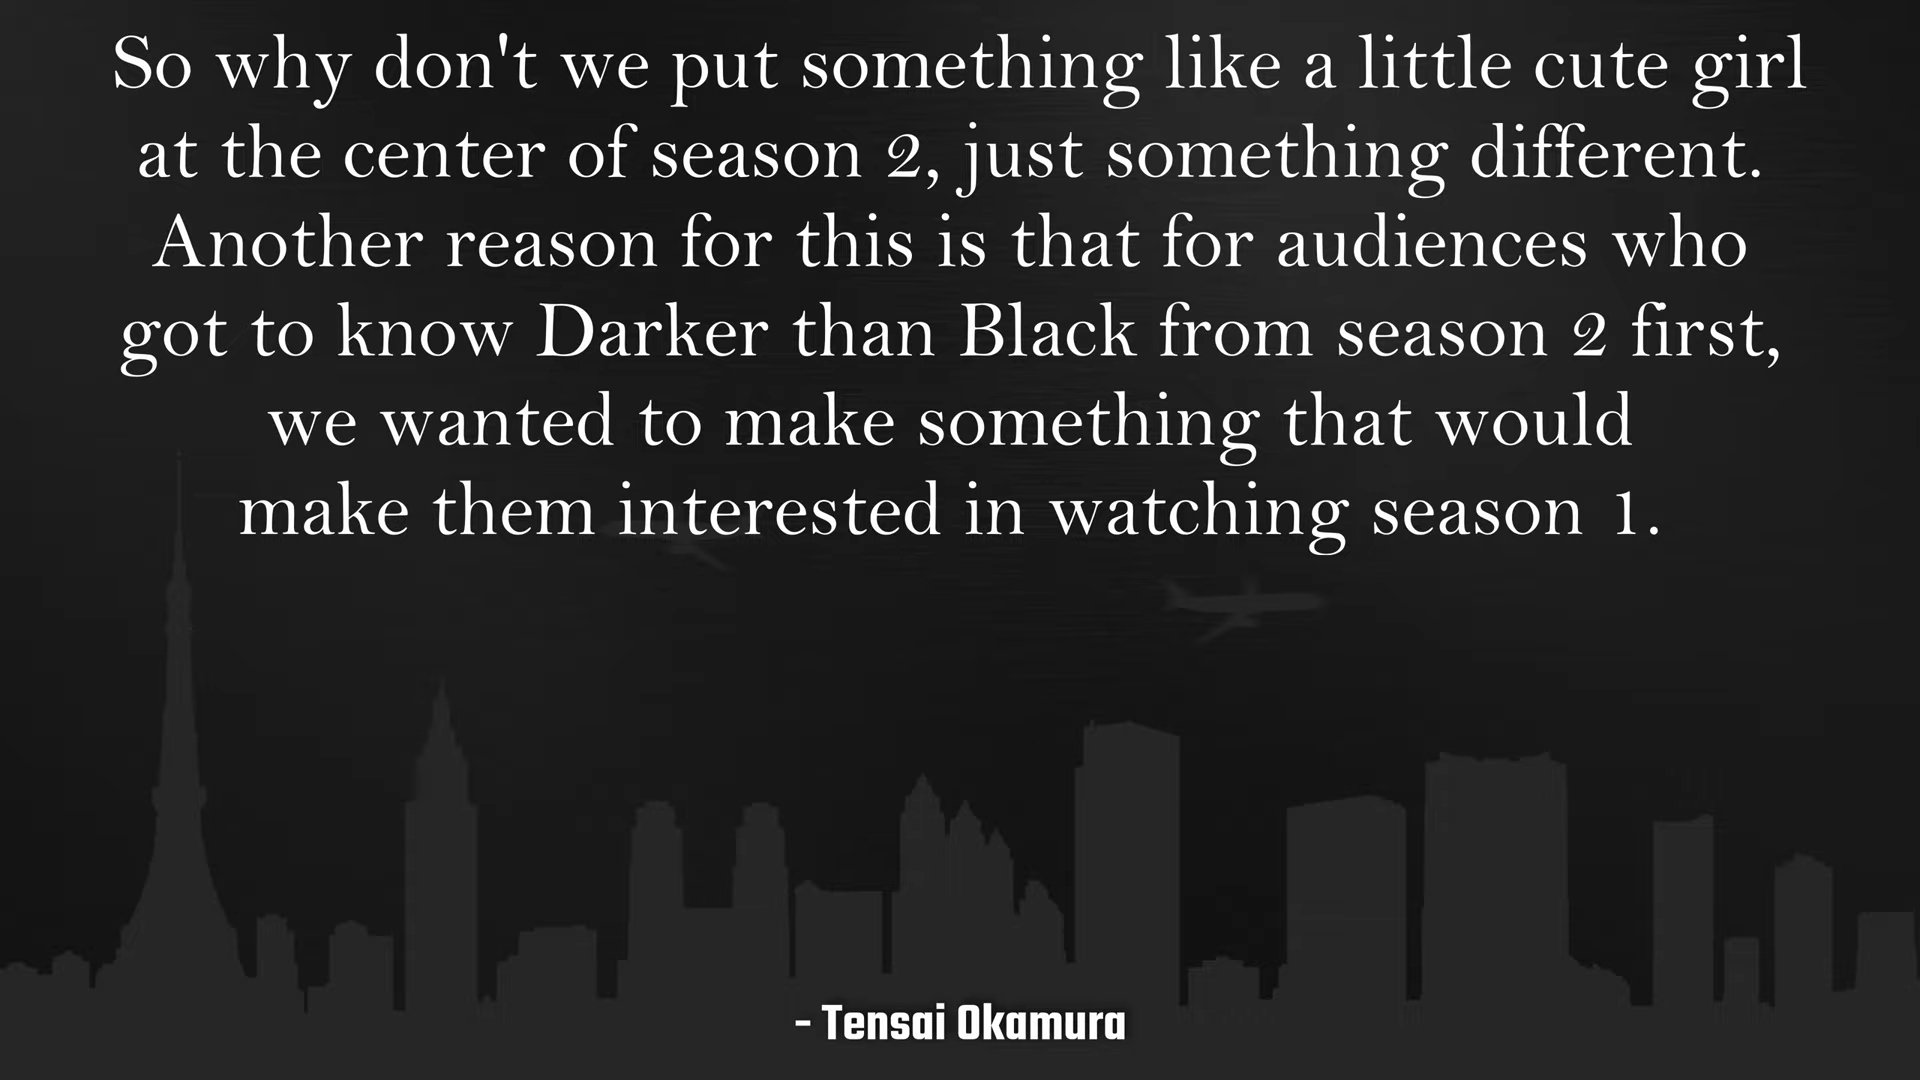 So why don't we put something like a little cute girl
at the center of season 2, just something different.
Another reason for this is that for audiences who
got to know Darker than Black from season 2 first,
we wanted to make something that would
make them interested in watching season 1.
- Tensai Okamura